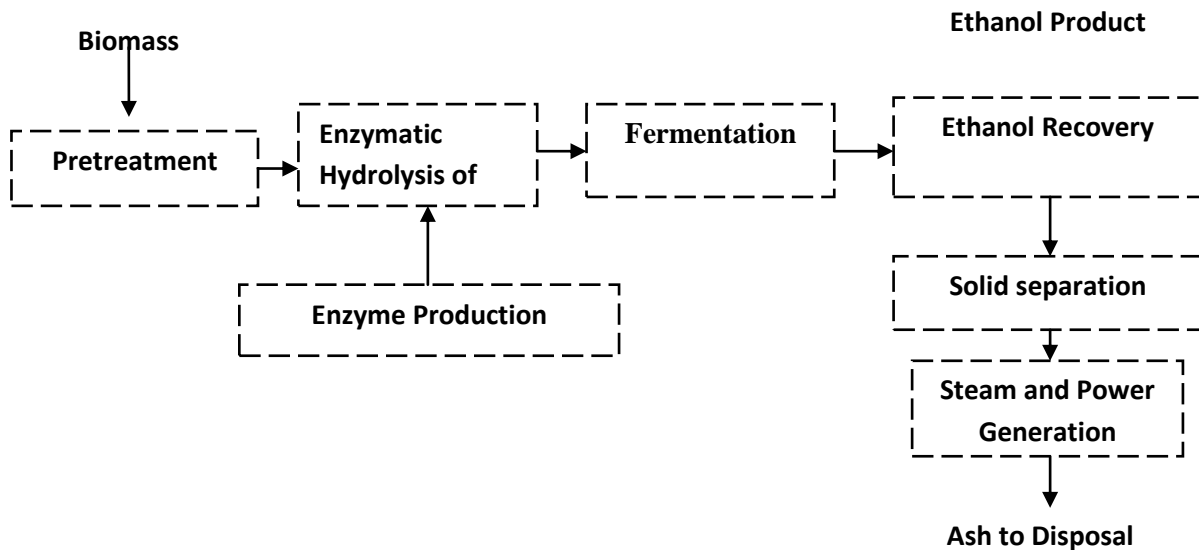 Ethanol Product
Biomass
Pretreatment
Enzymatic
Hydrolysis of
Fermentation
Ethanol Recovery
Enzyme Production
Solid separation
Steam and Power
Generation
Ash to Disposal